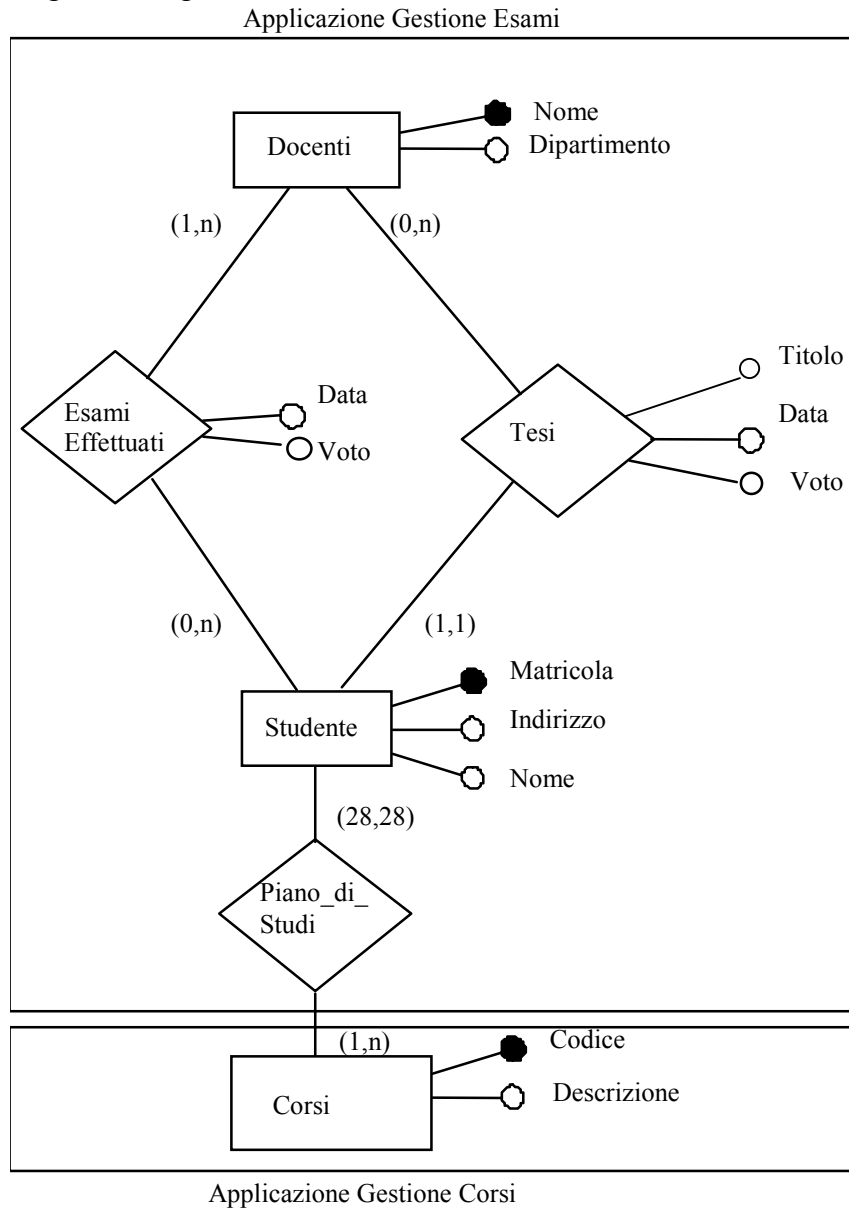 Applicazione Gestione Esami
Nome
Docenti
Dipartimento
(1,n)
(0,n)
Titolo
Data
Esami
Effettuati
Data
Tesi
Voto
Voto
(0,n)
(1,1)
Matricola
Studente
Indirizzo
Nome
(28,28)
Piano_di_
Studi
(1,n)
Codice
Corsi
Descrizione
Applicazione Gestione Corsi